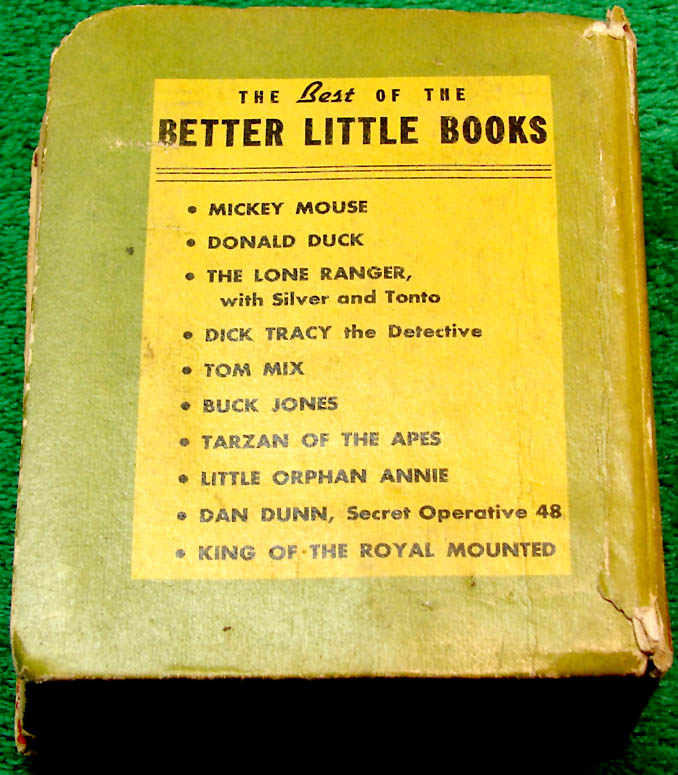 THE Best OF THE
BETTER LITTLE BOOKS
• MICKEY MOUSE
• DONALD DUCK
• THE LONE RANGER,
with Silver and Tonto
• DICK TRACY the Detective
• TOM MIX
• BUCK JONES
• TARZAN OF THE APES
• LITTLE ORPHAN ANNIE
• DAN DUNN, Secret Operative 48
• KING OF THE ROYAL MOUNTED